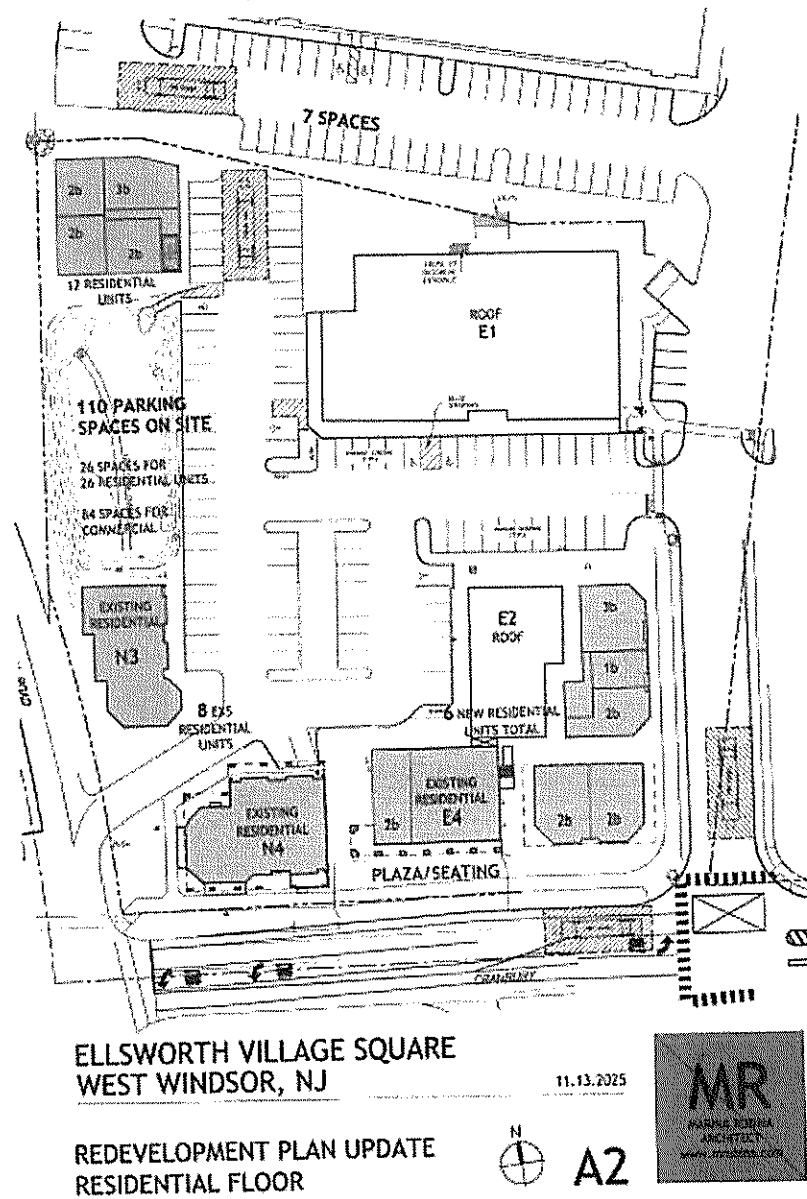 7 SPACES
2b
3b
2b
2b
12 RESIDENTIAL
UNITS
ROOF
E1
110 PARKING
SPACES ON SITE
26 SPACES FOR
26 RESIDENTIAL UNITS
84 SPACES FOR
COMMERCIAL
EXISTING
RESIDENTIAL
N3
E2
ROOF
3b
1b
2b
8 EXS
RESIDENTIAL
UNITS
6 NEW RESIDENTIAL
UNITS TOTAL
EXISTING
RESIDENTIAL
N4
EXISTING
RESIDENTIAL
E4
2b
2b
2b
PLAZA/SEATING
CRANBURY
ELLSWORTH VILLAGE SQUARE
WEST WINDSOR, NJ
11.13.2025
REDEVELOPMENT PLAN UPDATE
RESIDENTIAL FLOOR
N
A2
MR
ARCHITECT